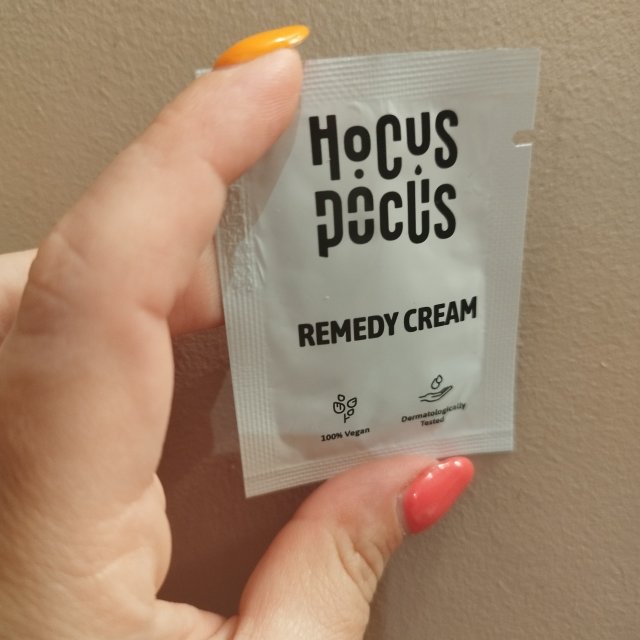 HOCUS
POCUS
REMEDY CREAM
100% Vegan
Dermatologically
Tested